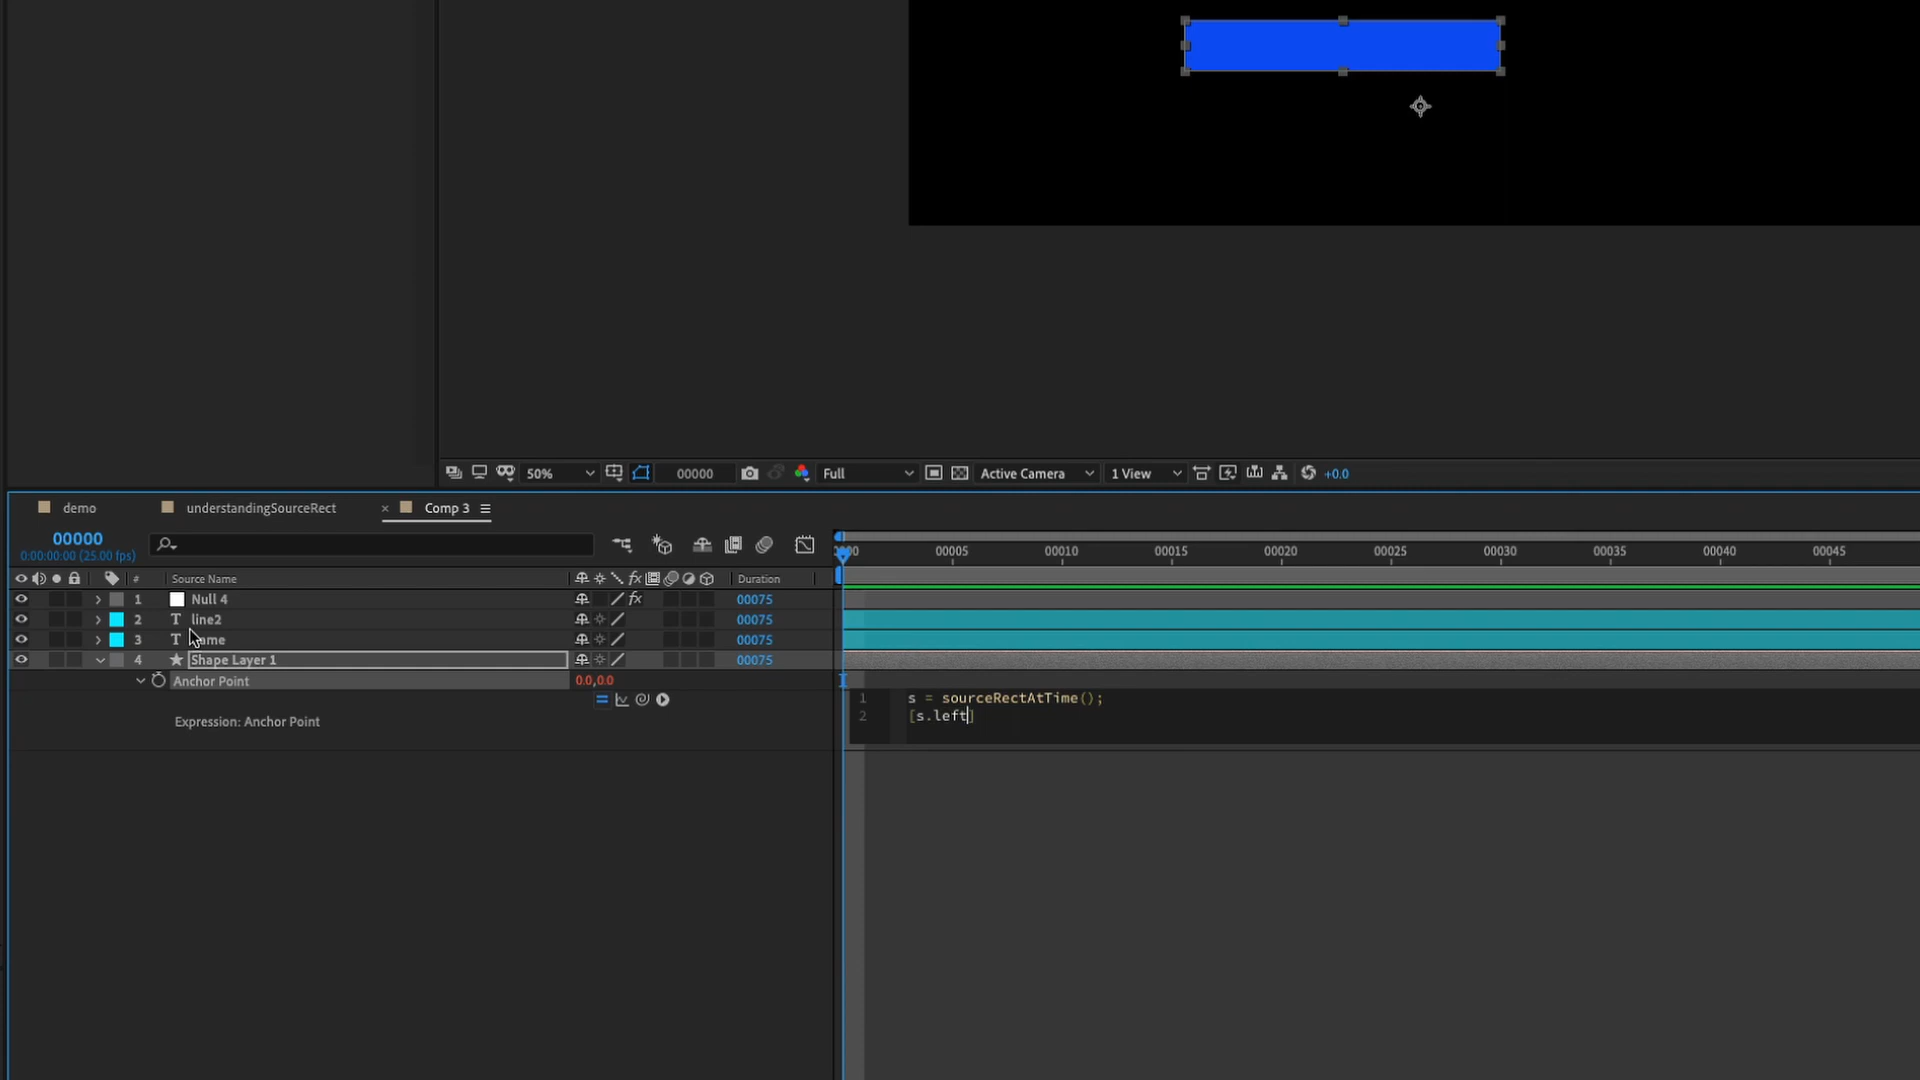 50%
00000
Full
Active Camera
1 View
+0.0
demo
understandingSourceRect
× Comp 3
00000
0:00:00:00 (25.00 fps)
00005 00010 00015 00020 00025 00030 00035 00040 00045
# Source Name
fx
Duration
1 Null 4
fx
00075
2 T line2
00075
3 T
00075
4 Shape Layer 1
00075
Anchor Point
0.0,0.0
Expression: Anchor Point
1 s = sourceRectAtTime();
2 [s.left]